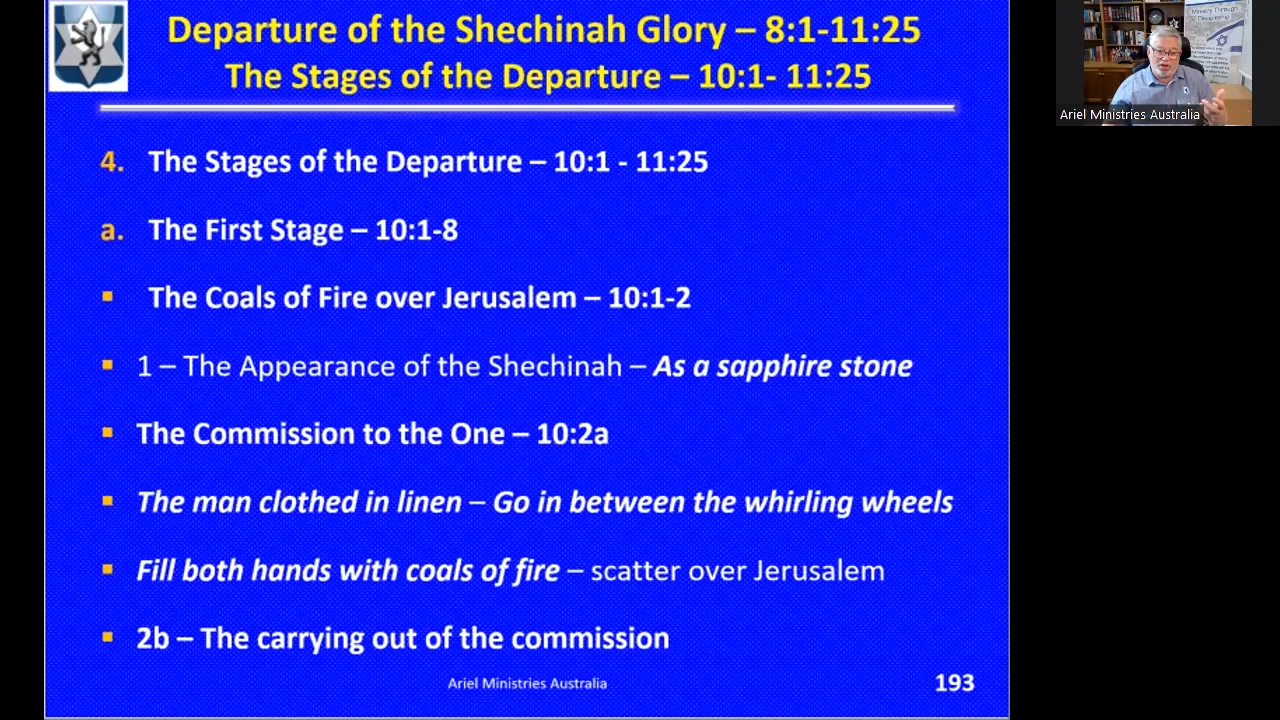 Departure of the Shechinah Glory – 8:1-11:25
The Stages of the Departure – 10:1- 11:25
4. The Stages of the Departure – 10:1 - 11:25
a. The First Stage – 10:1-8
▪ The Coals of Fire over Jerusalem – 10:1-2
▪ 1 – The Appearance of the Shechinah – As a sapphire stone
▪ The Commission to the One – 10:2a
▪ The man clothed in linen – Go in between the whirling wheels
▪ Fill both hands with coals of fire – scatter over Jerusalem
▪ 2b – The carrying out of the commission
Ariel Ministries Australia
193
Ministry Through
Discipleship
Ariel Ministries Australia